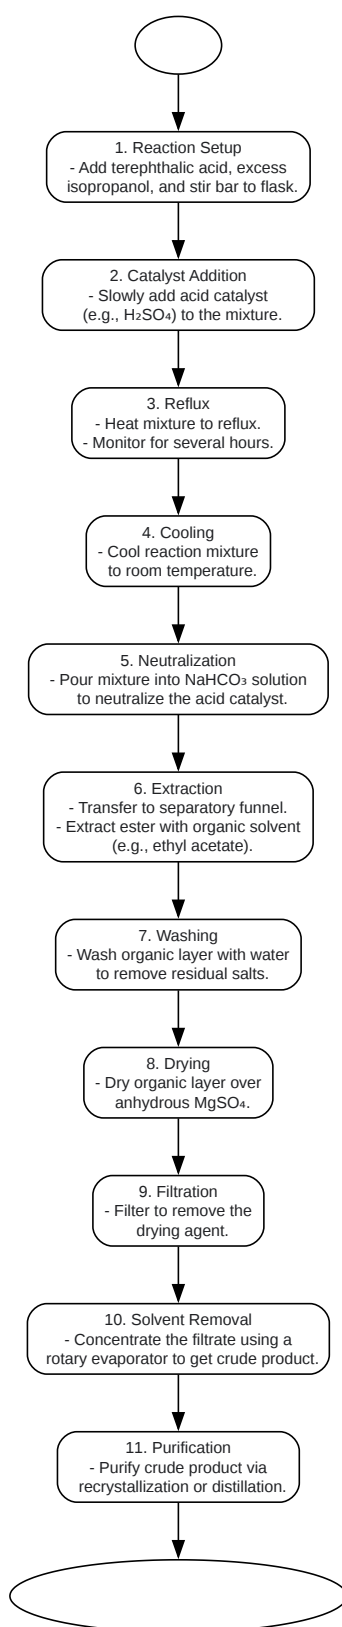 1. Reaction Setup
- Add terephthalic acid, excess
isopropanol, and stir bar to flask.
2. Catalyst Addition
- Slowly add acid catalyst
(e.g., H₂SO₄) to the mixture.
3. Reflux
- Heat mixture to reflux.
- Monitor for several hours.
4. Cooling
- Cool reaction mixture
to room temperature.
5. Neutralization
- Pour mixture into NaHCO₃ solution
to neutralize the acid catalyst.
6. Extraction
- Transfer to separatory funnel.
- Extract ester with organic solvent
(e.g., ethyl acetate).
7. Washing
- Wash organic layer with water
to remove residual salts.
8. Drying
- Dry organic layer over
anhydrous MgSO₄.
9. Filtration
- Filter to remove the
drying agent.
10. Solvent Removal
- Concentrate the filtrate using a
rotary evaporator to get crude product.
11. Purification
- Purify crude product via
recrystallization or distillation.